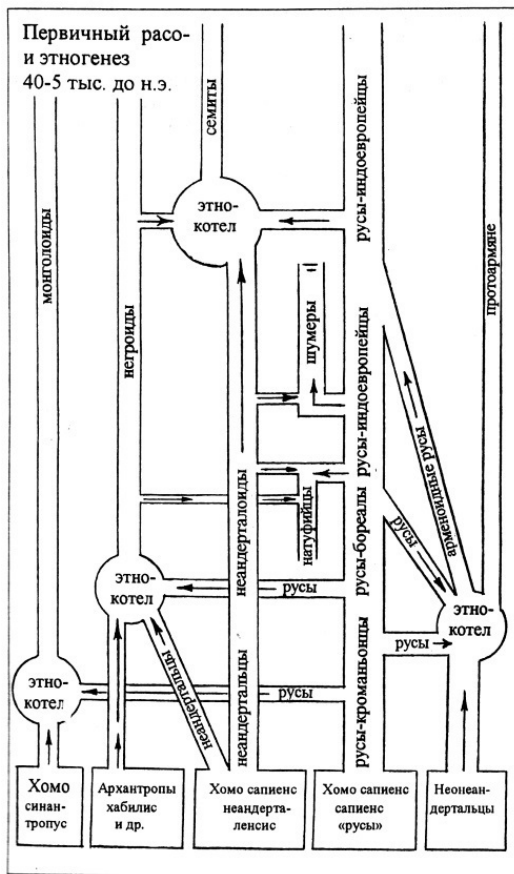 Первичный расо-
и этногенез
40-5 тыс. до н.э.
семиты
этно-
котел
русы-индоевропейцы
монголоиды
негроиды
протоармяне
шумеры
русы-индоевропейцы
арменоидные русы
неандерталоиды
натуфийцы
русы-бореалы
русы
этно-
котел
русы
этно-
котел
русы
неандертальцы
неандертальцы
русы-кроманьонцы
этно-
котел
русы
Хомо
синан-
тропус
Архантропы
хабилис
и др.
Хомо сапиенс
неандерта-
ленсис
Хомо сапиенс
сапиенс
«русы»
Неонеан-
дертальцы